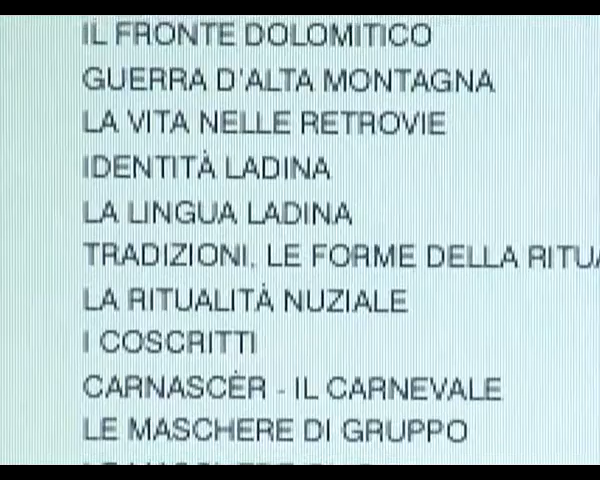 IL FRONTE DOLOMITICO
GUERRA D'ALTA MONTAGNA
LA VITA NELLE RETROVIE
IDENTITÀ LADINA
LA LINGUA LADINA
TRADIZIONI, LE FORME DELLA
LA RITUALITÀ NUZIALE
I COSCRITTI
CARNASCÈR - IL CARNEVALE
LE MASCHERE DI GRUPPO